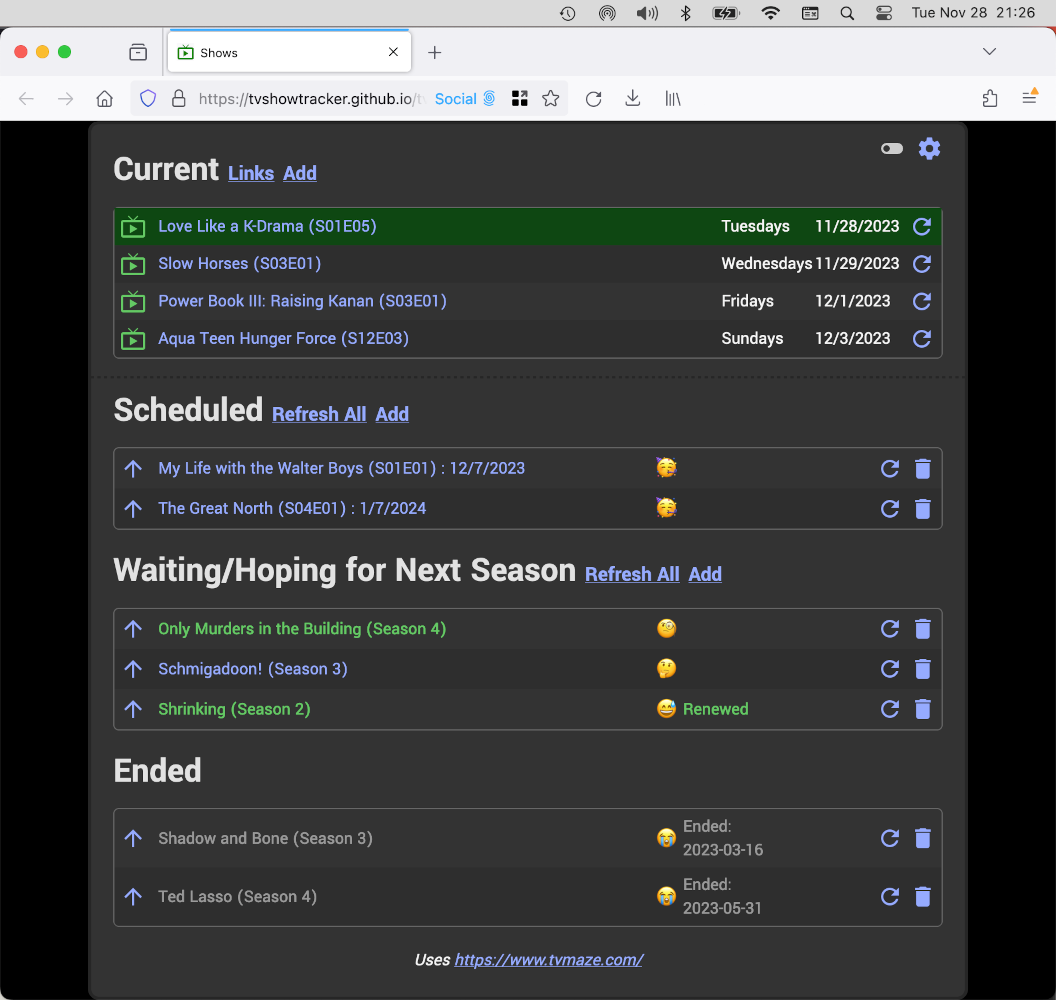 Tue Nov 28 21:26
Shows
https://tvshowtracker.github.io/tv Social
Current Links Add
Love Like a K-Drama (S01E05) Tuesdays 11/28/2023
Slow Horses (S03E01) Wednesdays 11/29/2023
Power Book III: Raising Kanan (S03E01) Fridays 12/1/2023
Aqua Teen Hunger Force (S12E03) Sundays 12/3/2023
Scheduled Refresh All Add
My Life with the Walter Boys (S01E01) : 12/7/2023
The Great North (S04E01) : 1/7/2024
Waiting/Hoping for Next Season Refresh All Add
Only Murders in the Building (Season 4)
Schmigadoon! (Season 3)
Shrinking (Season 2) Renewed
Ended
Shadow and Bone (Season 3) Ended:
2023-03-16
Ted Lasso (Season 4) Ended:
2023-05-31
Uses https://www.tvmaze.com/